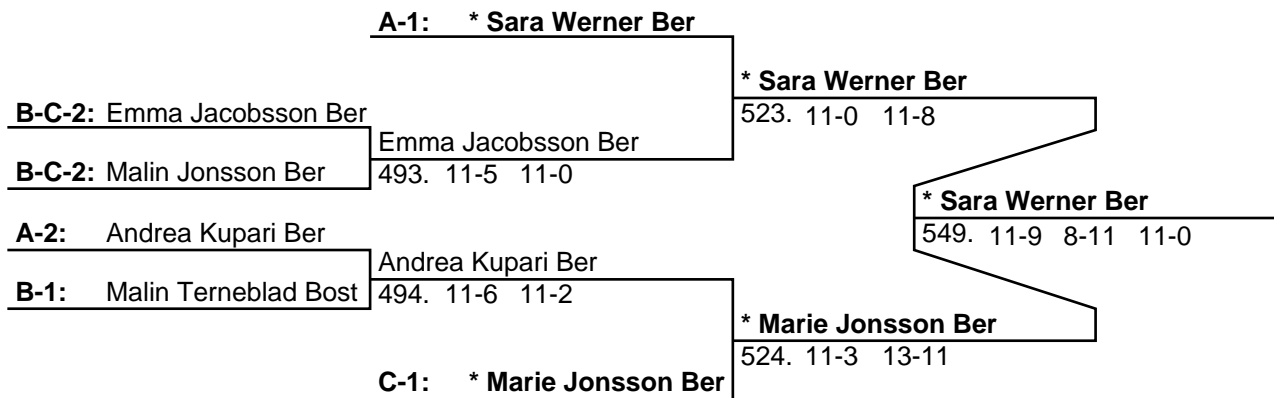 A-1: * Sara Werner Ber
* Sara Werner Ber
B-C-2: Emma Jacobsson Ber
523. 11-0 11-8
Emma Jacobsson Ber
B-C-2: Malin Jonsson Ber
493. 11-5 11-0
* Sara Werner Ber
A-2: Andrea Kupari Ber
549. 11-9 8-11 11-0
Andrea Kupari Ber
B-1: Malin Terneblad Bost
494. 11-6 11-2
* Marie Jonsson Ber
524. 11-3 13-11
C-1: * Marie Jonsson Ber